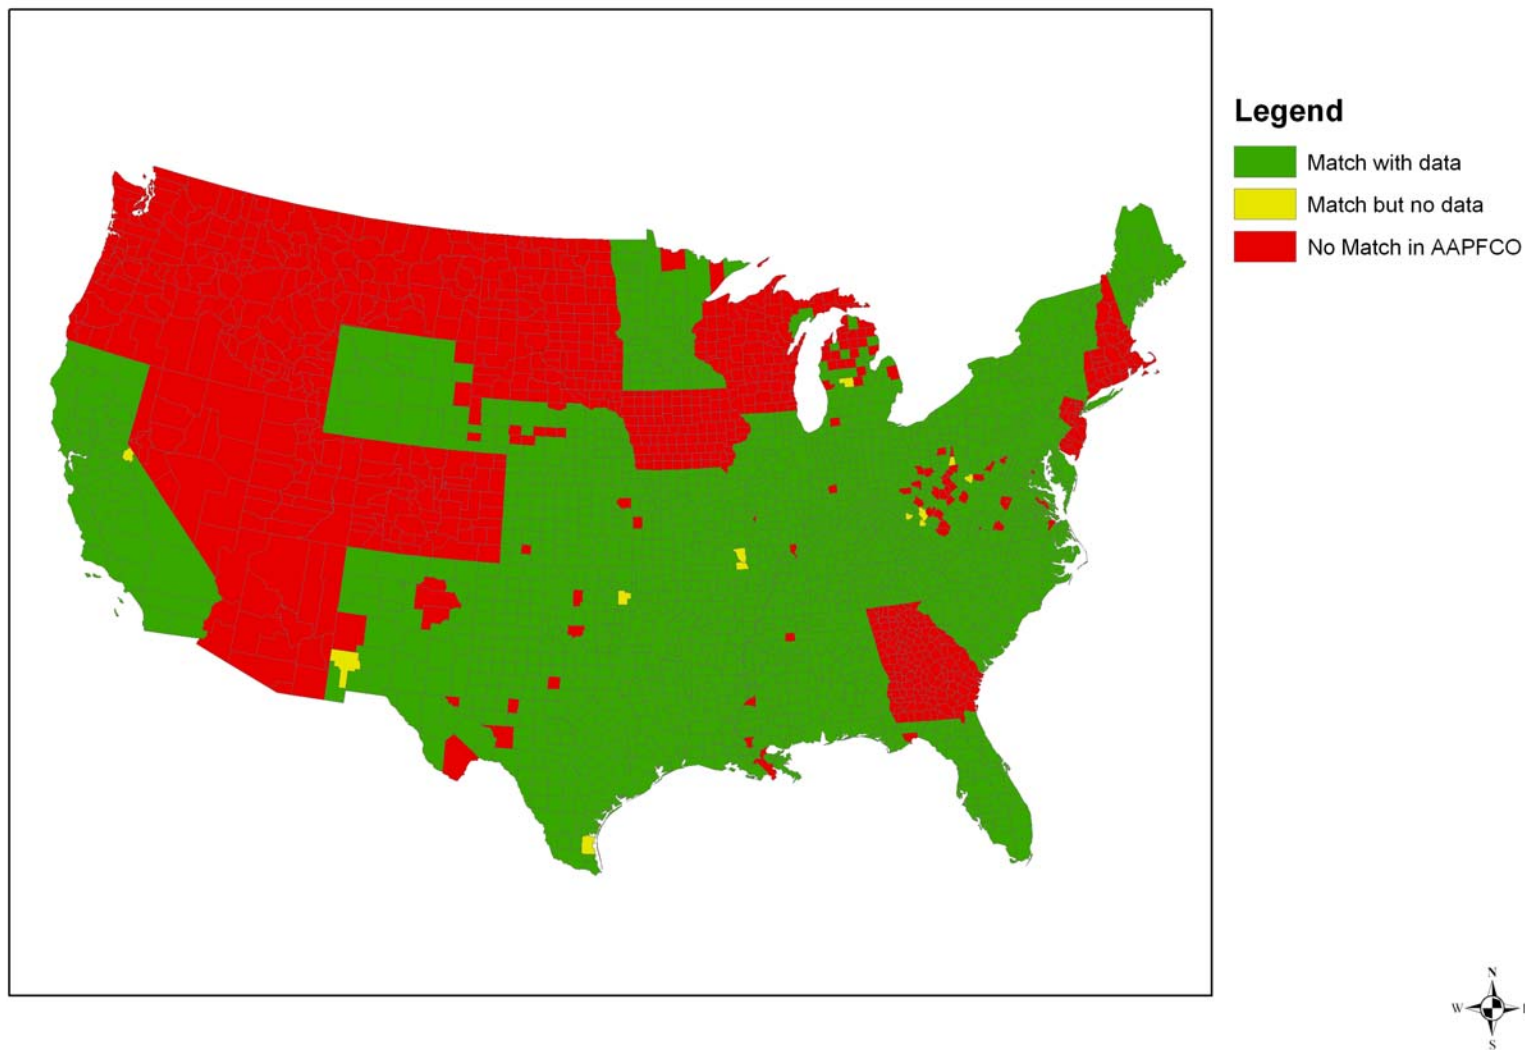 Legend
Match with data
Match but no data
No Match in AAPFCO
N
W
S